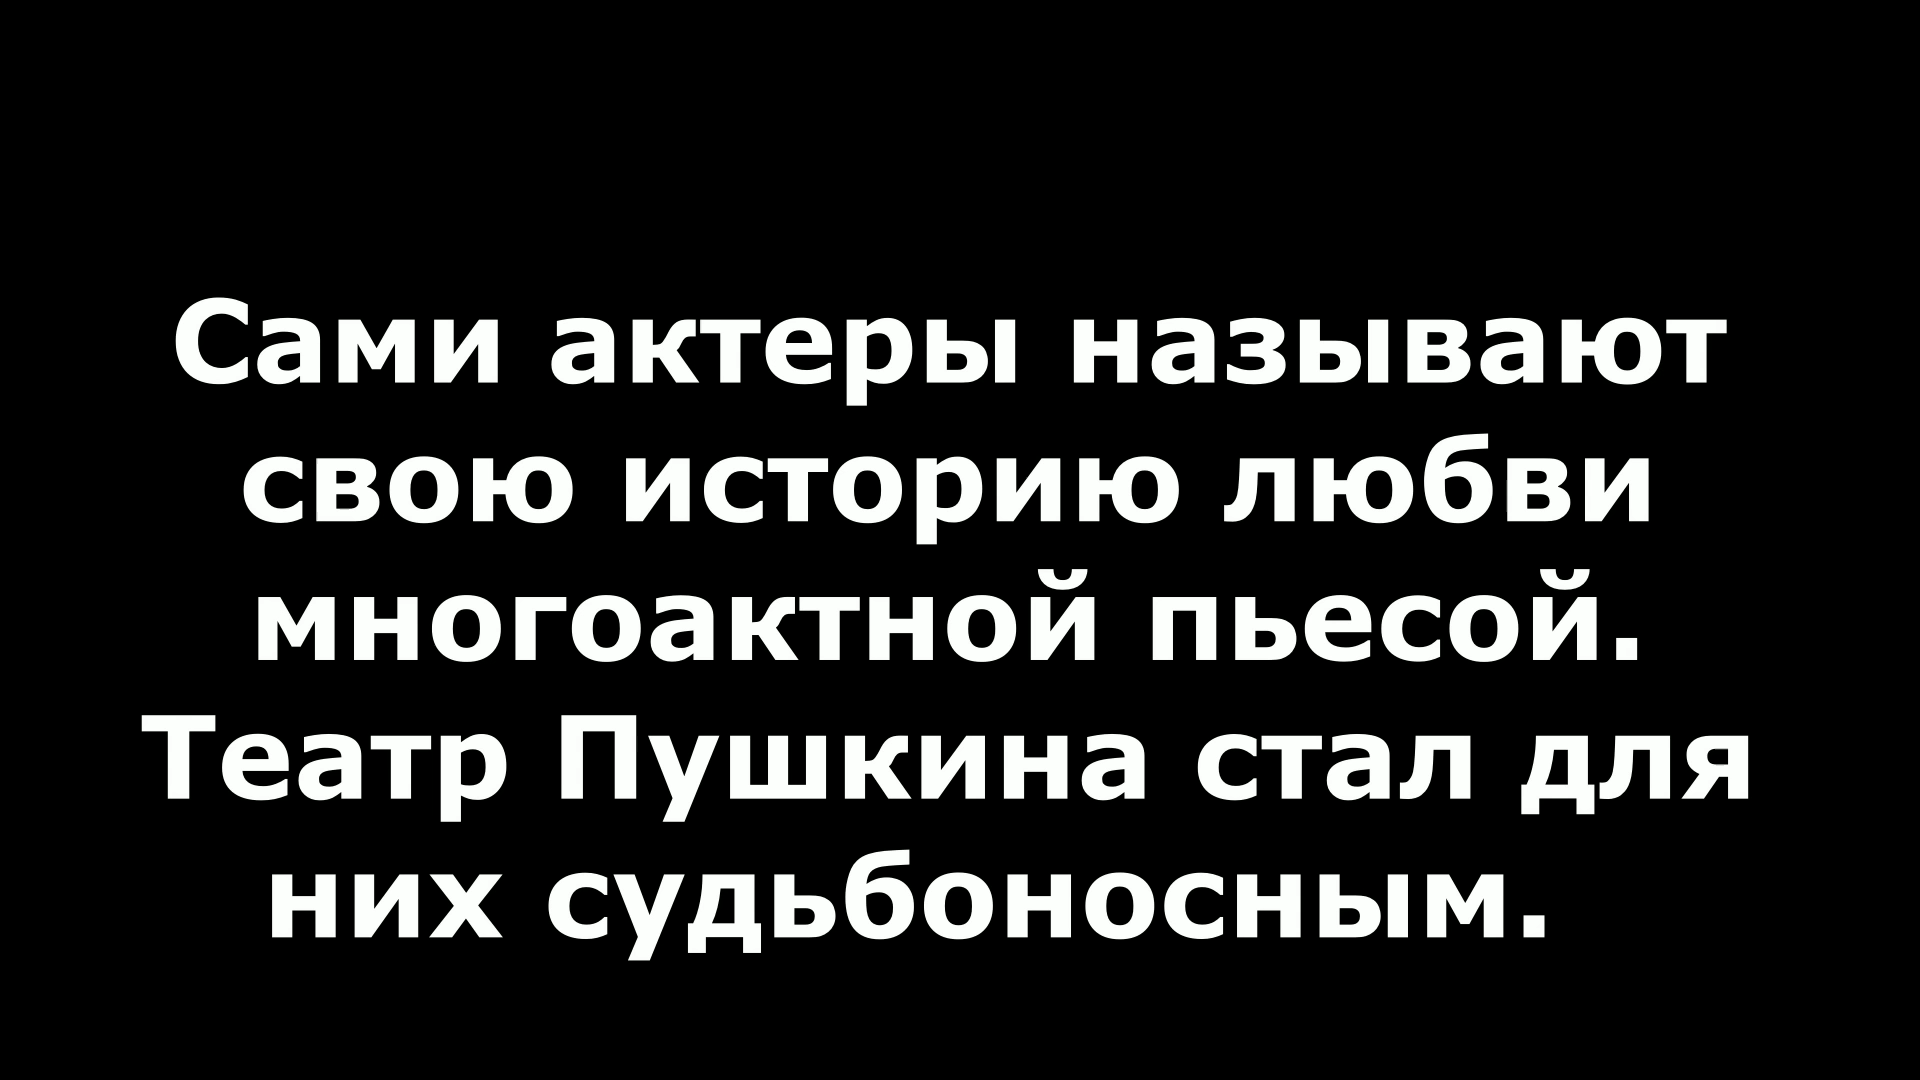 Сами актеры называют
свою историю любви
многоактной пьесой.
Театр Пушкина стал для
них судьбоносным.